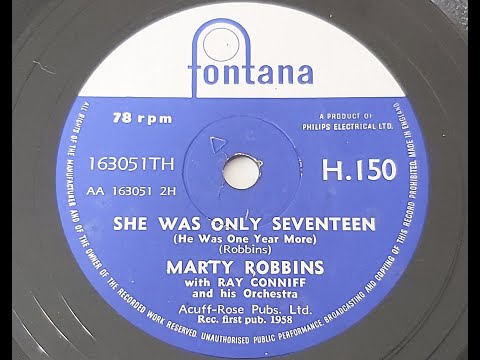 fontana
78 rpm
A PRODUCT OF
PHILIPS ELECTRICAL LTD.
163051TH
AA 163051 2H
H.150
SHE WAS ONLY SEVENTEEN
(He Was One Year More)
(Robbins)
MARTY ROBBINS
with RAY CONNIFF
and his Orchestra
Acuff-Rose Pubs. Ltd.
Rec. first pub. 1958
ALL RIGHTS OF THE MANUFACTURER AND OF THE OWNER OF THE RECORDED WORK RESERVED. UNAUTHORISED PUBLIC PERFORMANCE, BROADCASTING AND COPYING OF THIS RECORD PROHIBITED. MADE IN ENGLAND